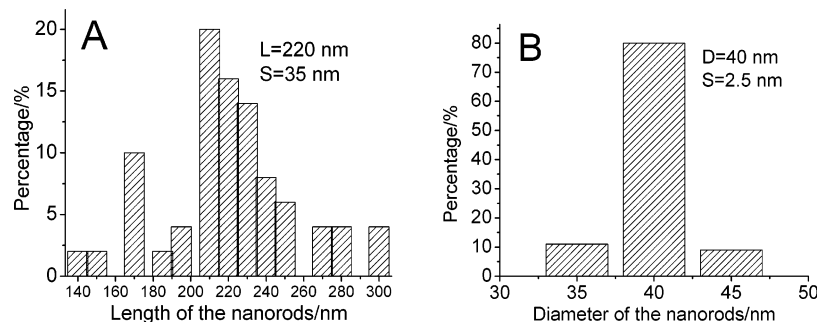 A
L=220 nm
S=35 nm
Percentage/%
20
15
10
5
0
140 160 180 200 220 240 260 280 300
Length of the nanorods/nm
B
D=40 nm
S=2.5 nm
Percentage/%
80
70
60
50
40
30
20
10
0
30 35 40 45 50
Diameter of the nanorods/nm